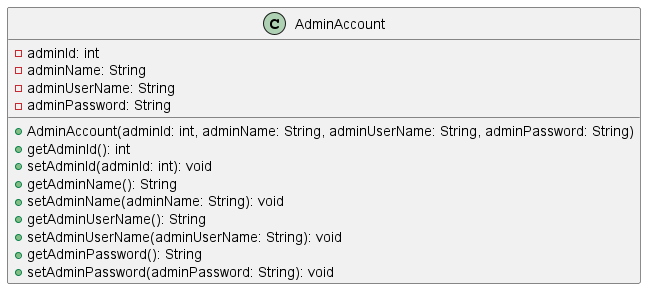 C AdminAccount
adminId: int
adminName: String
adminUserName: String
adminPassword: String
AdminAccount(adminId: int, adminName: String, adminUserName: String, adminPassword: String)
getAdminId(): int
setAdminId(adminId: int): void
getAdminName(): String
setAdminName(adminName: String): void
getAdminUserName(): String
setAdminUserName(adminUserName: String): void
getAdminPassword(): String
setAdminPassword(adminPassword: String): void